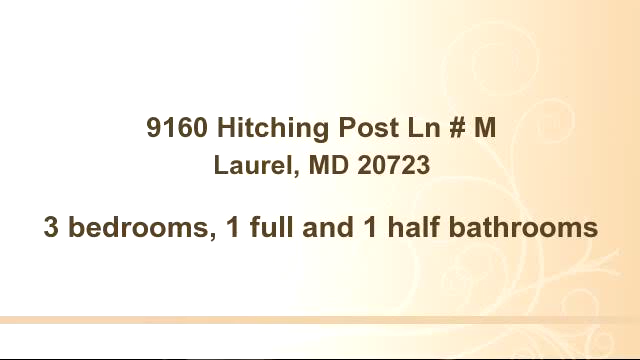 9160 Hitching Post Ln # M
Laurel, MD 20723
3 bedrooms, 1 full and 1 half bathrooms